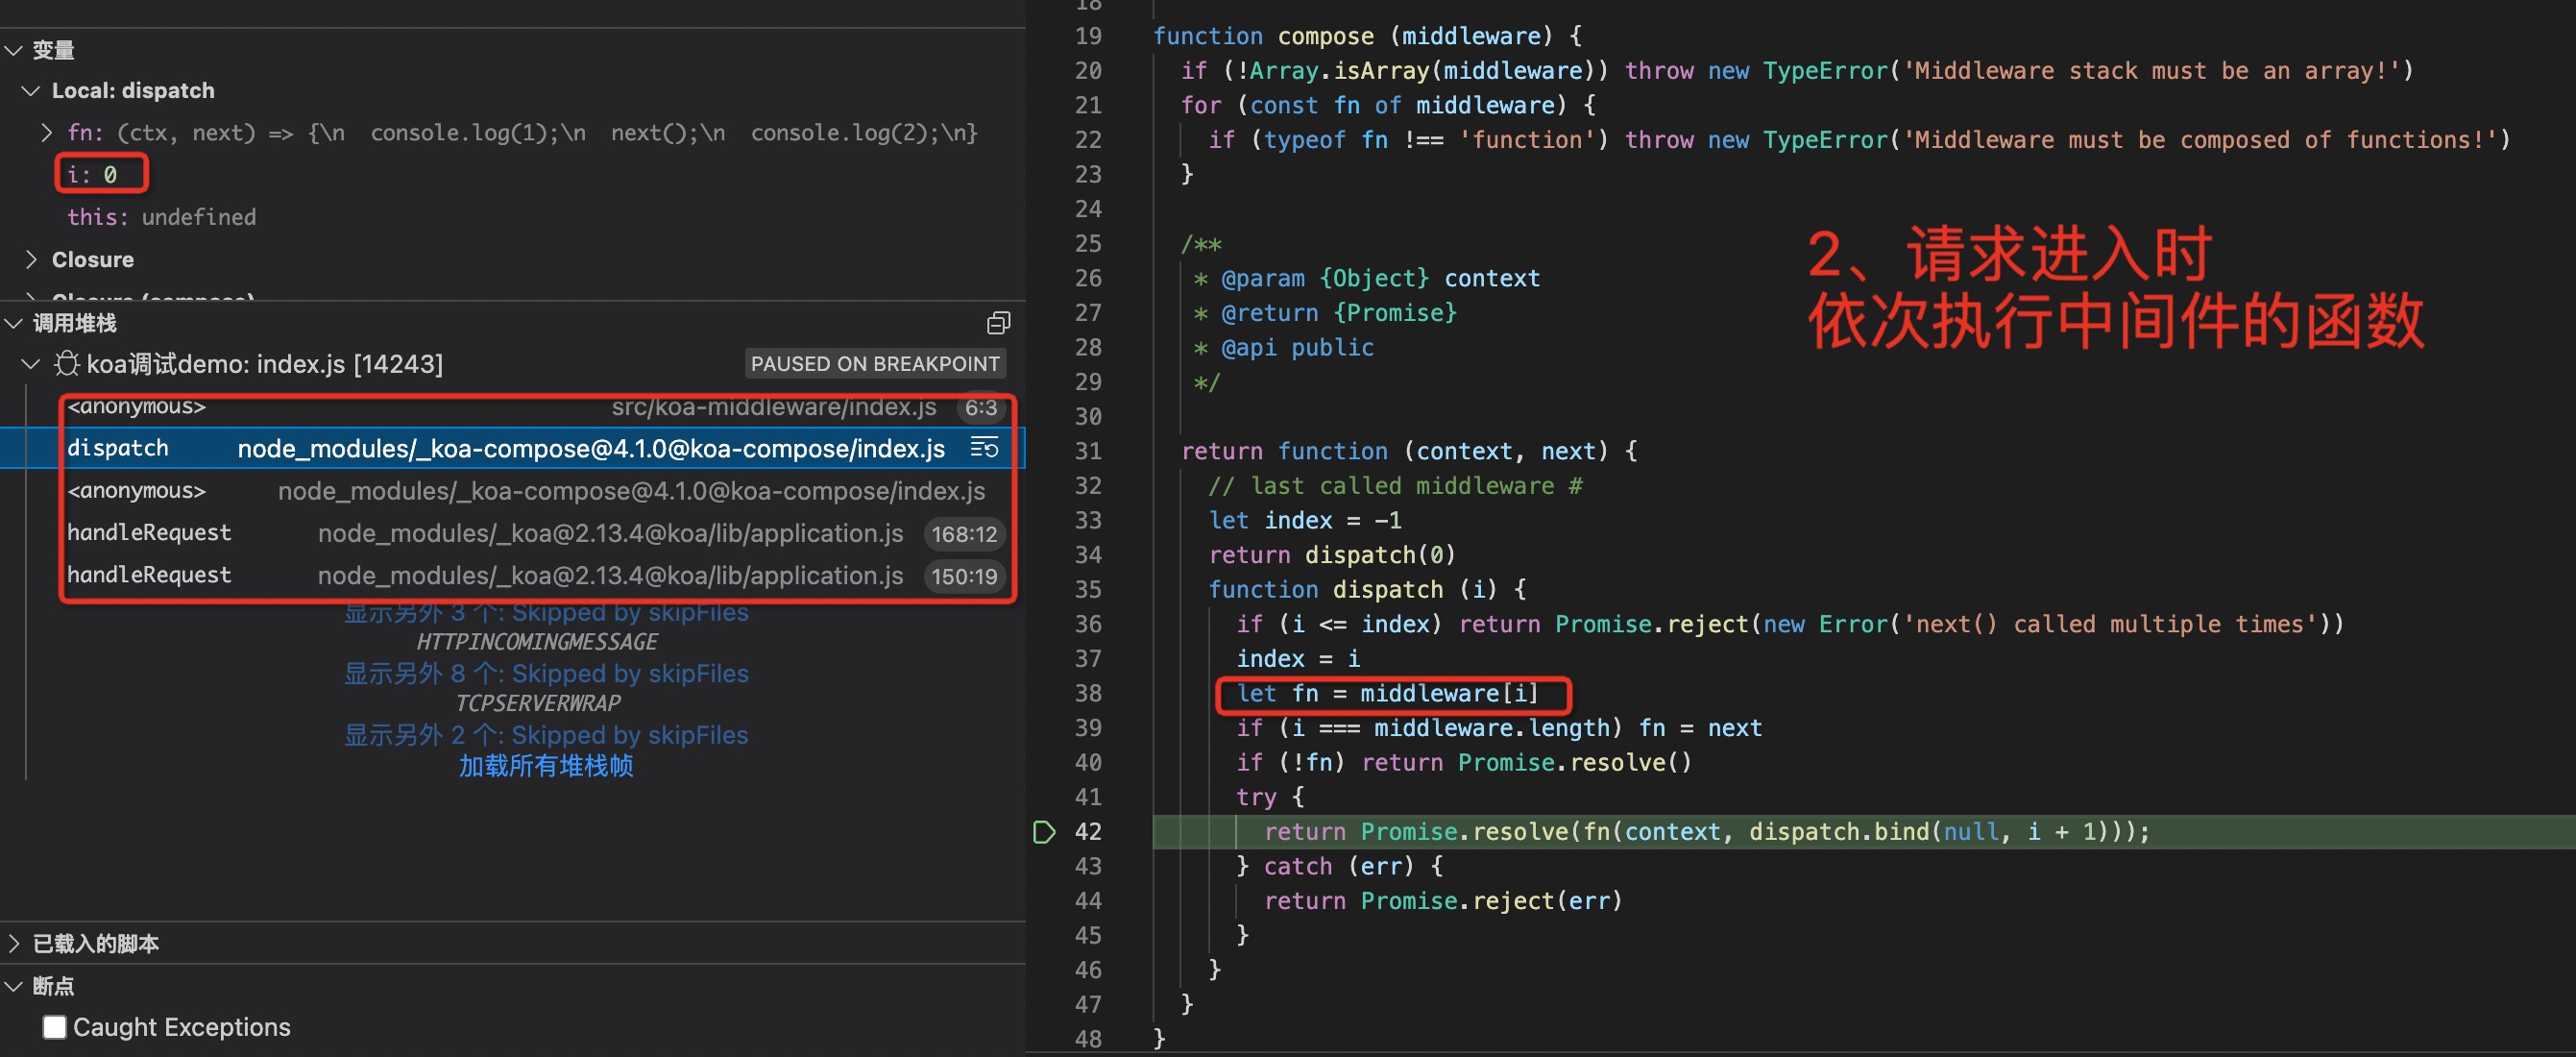 变量
Local: dispatch
fn: (ctx, next) => {\n  console.log(1);\n  next();\n  console.log(2);\n}
i: 0
this: undefined
Closure
Closure (compose)
调用堆栈
koa调试demo: index.js [14243] PAUSED ON BREAKPOINT
<anonymous> src/koa-middleware/index.js 6:3
dispatch node_modules/_koa-compose@4.1.0@koa-compose/index.js
<anonymous> node_modules/_koa-compose@4.1.0@koa-compose/index.js
handleRequest node_modules/_koa@2.13.4@koa/lib/application.js 168:12
handleRequest node_modules/_koa@2.13.4@koa/lib/application.js 150:19
显示另外 3 个: Skipped by skipFiles
HTTPINCOMINGMESSAGE
显示另外 8 个: Skipped by skipFiles
TCPSERVERWRAP
显示另外 2 个: Skipped by skipFiles
加载所有堆栈帧
已载入的脚本
断点
Caught Exceptions
18
19 function compose (middleware) {
20 if (!Array.isArray(middleware)) throw new TypeError('Middleware stack must be an array!')
21 for (const fn of middleware) {
22 if (typeof fn !== 'function') throw new TypeError('Middleware must be composed of functions!')
23 }
24
25 /**
26 * @param {Object} context
27 * @return {Promise}
28 * @api public
29 */
30
31 return function (context, next) {
32 // last called middleware #
33 let index = -1
34 return dispatch(0)
35 function dispatch (i) {
36 if (i <= index) return Promise.reject(new Error('next() called multiple times'))
37 index = i
38 let fn = middleware[i]
39 if (i === middleware.length) fn = next
40 if (!fn) return Promise.resolve()
41 try {
42 return Promise.resolve(fn(context, dispatch.bind(null, i + 1)));
43 } catch (err) {
44 return Promise.reject(err)
45 }
46 }
47 }
48 }
2、请求进入时
依次执行中间件的函数